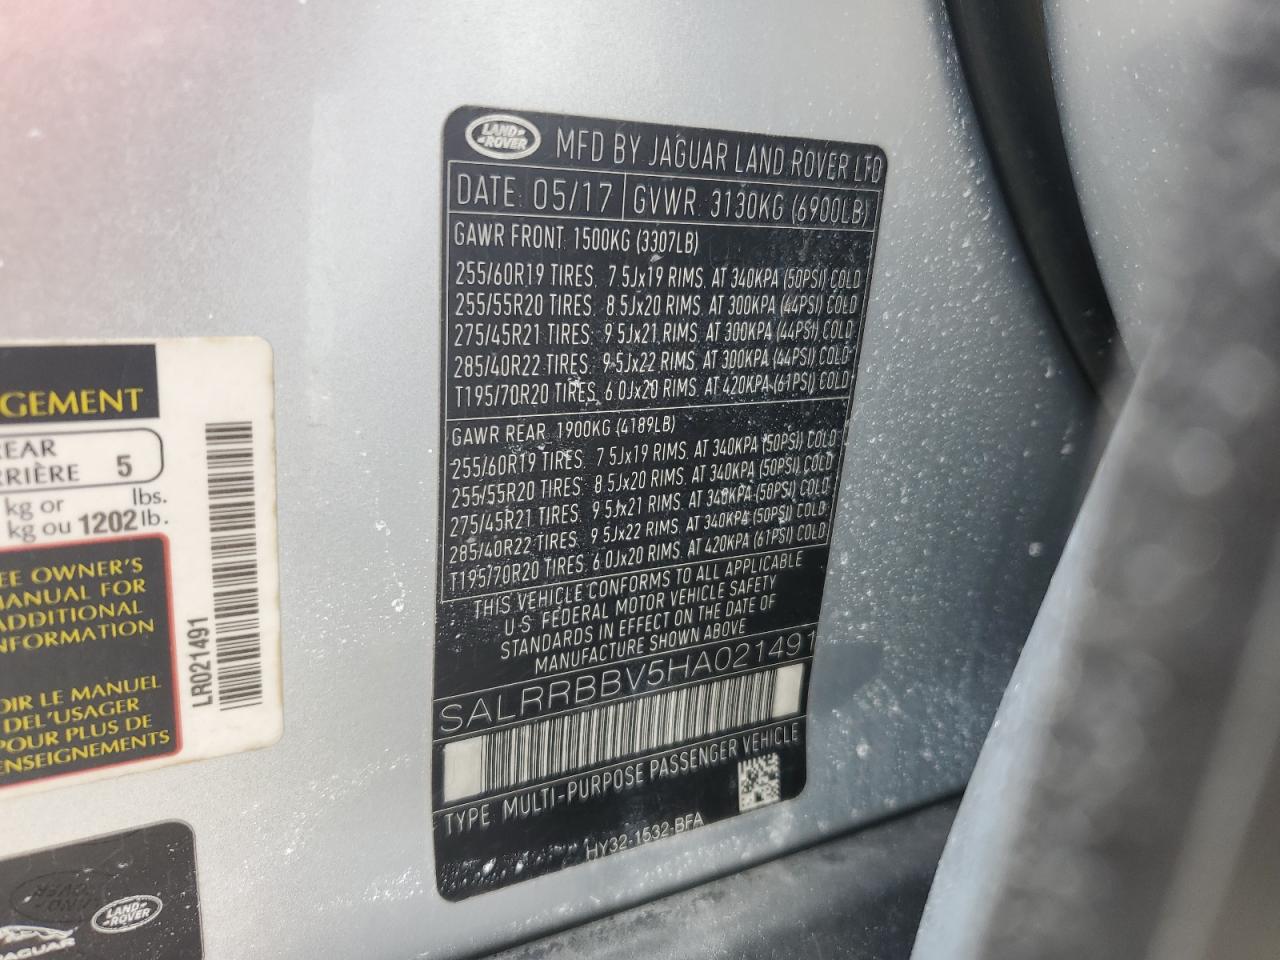 LAND-
-ROVER
MFD BY JAGUAR LAND ROVER LTD
DATE: 05/17 GVWR: 3130KG (6900LB)
GAWR FRONT: 1500KG (3307LB)
255/60R19 TIRES. 7.5Jx19 RIMS. AT 340KPA (50PSI) COLD
255/55R20 TIRES. 8.5Jx20 RIMS. AT 300KPA (44PSI) COLD
275/45R21 TIRES. 9.5Jx21 RIMS. AT 300KPA (44PSI) COLD
285/40R22 TIRES. 9.5Jx22 RIMS. AT 300KPA (44PSI) COLD
T195/70R20 TIRES. 6.0Jx20 RIMS. AT 420KPA (61PSI) COLD
GAWR REAR: 1900KG (4189LB)
255/60R19 TIRES. 7.5Jx19 RIMS. AT 340KPA (50PSI) COLD
255/55R20 TIRES. 8.5Jx20 RIMS. AT 340KPA (50PSI) COLD
275/45R21 TIRES. 9.5Jx21 RIMS. AT 340KPA (50PSI) COLD
285/40R22 TIRES. 9.5Jx22 RIMS. AT 340KPA (50PSI) COLD
T195/70R20 TIRES. 6.0Jx20 RIMS. AT 420KPA (61PSI) COLD
THIS VEHICLE CONFORMS TO ALL APPLICABLE
U.S. FEDERAL MOTOR VEHICLE SAFETY
STANDARDS IN EFFECT ON THE DATE OF
MANUFACTURE SHOWN ABOVE
SALRRBBV5HA021491
TYPE: MULTI-PURPOSE PASSENGER VEHICLE
HY32-1532-BFA
GEMENT
REAR
RRIÈRE 5
kg or lbs.
kg ou 1202 lb.
EE OWNER'S
MANUAL FOR
ADDITIONAL
NFORMATION
OIR LE MANUEL
DE L'USAGER
POUR PLUS DE
ENSEIGNEMENTS
LR021491
LAND-
-ROVER
JAGUAR